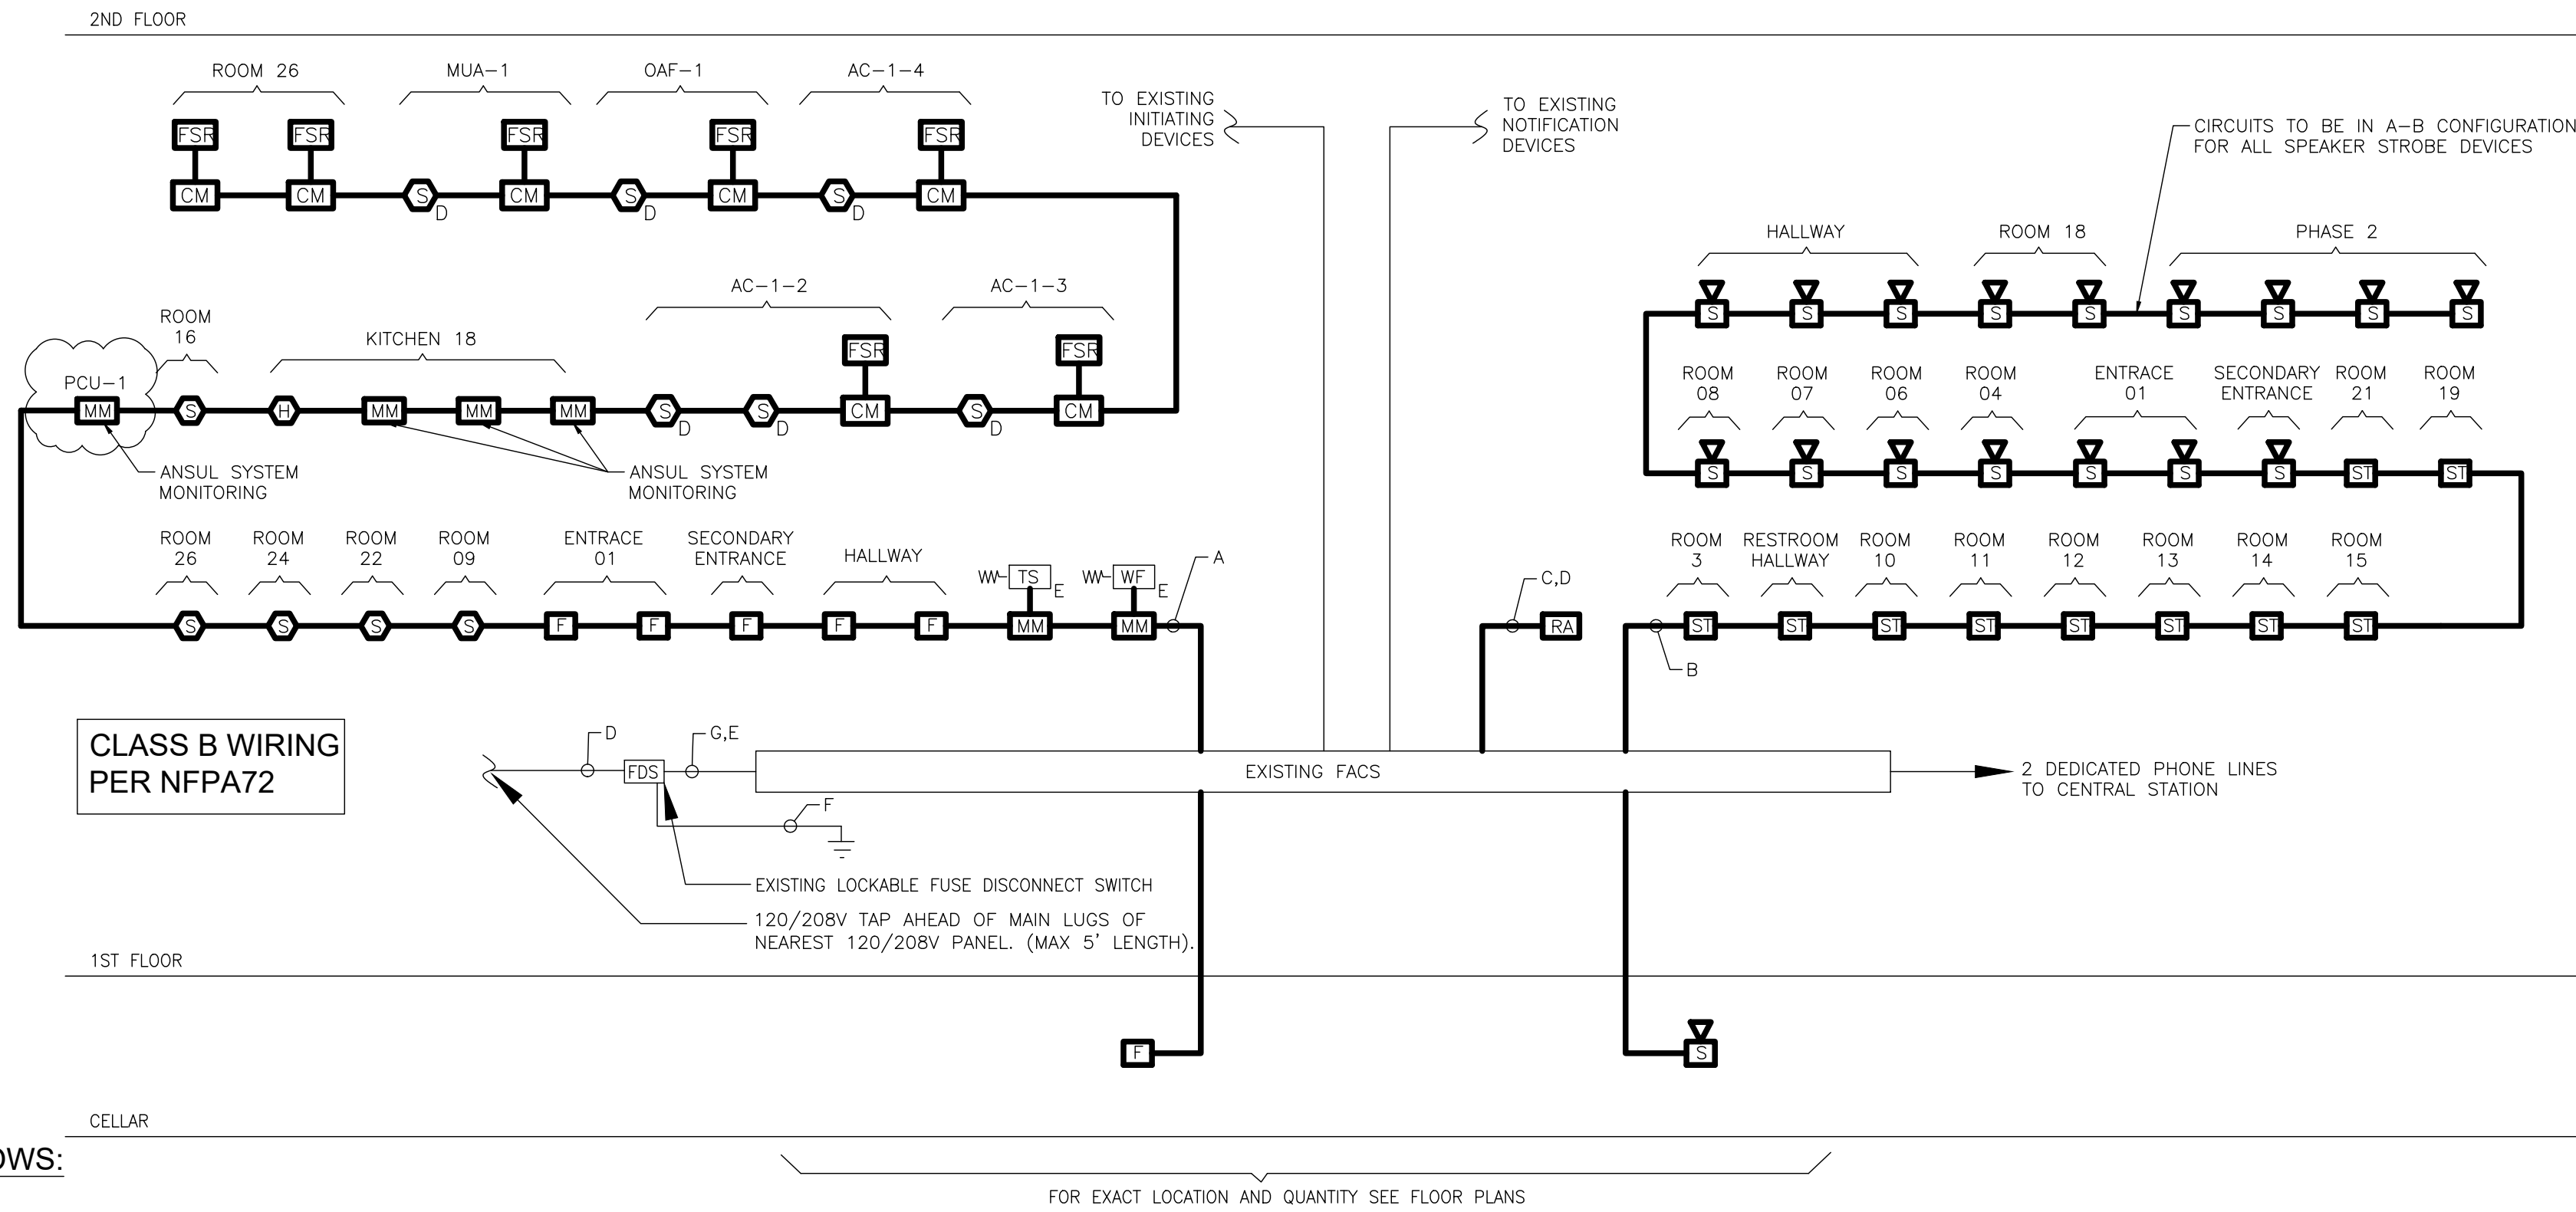 2ND FLOOR
ROOM 26
MUA-1
OAF-1
AC-1-4
FSR
FSR
FSR
FSR
FSR
CM
CM
S
D
CM
S
D
CM
S
D
CM
TO EXISTING
INITIATING
DEVICES
TO EXISTING
NOTIFICATION
DEVICES
CIRCUITS TO BE IN A-B CONFIGURATION
FOR ALL SPEAKER STROBE DEVICES
HALLWAY
ROOM 18
PHASE 2
S
S
S
S
S
S
S
S
S
AC-1-2
AC-1-3
FSR
FSR
ROOM
16
KITCHEN 18
PCU-1
MM
S
H
MM
MM
MM
S
D
S
D
CM
S
D
CM
ANSUL SYSTEM
MONITORING
ANSUL SYSTEM
MONITORING
ROOM
08
ROOM
07
ROOM
06
ROOM
04
ENTRACE
01
SECONDARY
ENTRANCE
ROOM
21
ROOM
19
S
S
S
S
S
S
S
ST
ST
ROOM
26
ROOM
24
ROOM
22
ROOM
09
ENTRACE
01
SECONDARY
ENTRANCE
HALLWAY
TS
E
WF
E
A
S
S
S
S
F
F
F
F
F
MM
MM
C,D
RA
ROOM
3
RESTROOM
HALLWAY
ROOM
10
ROOM
11
ROOM
12
ROOM
13
ROOM
14
ROOM
15
B
ST
ST
ST
ST
ST
ST
ST
ST
CLASS B WIRING
PER NFPA72
D
FDS
G,E
F
EXISTING FACS
2 DEDICATED PHONE LINES
TO CENTRAL STATION
EXISTING LOCKABLE FUSE DISCONNECT SWITCH
120/208V TAP AHEAD OF MAIN LUGS OF
NEAREST 120/208V PANEL. (MAX 5' LENGTH).
1ST FLOOR
F
S
CELLAR
OWS:
FOR EXACT LOCATION AND QUANTITY SEE FLOOR PLANS